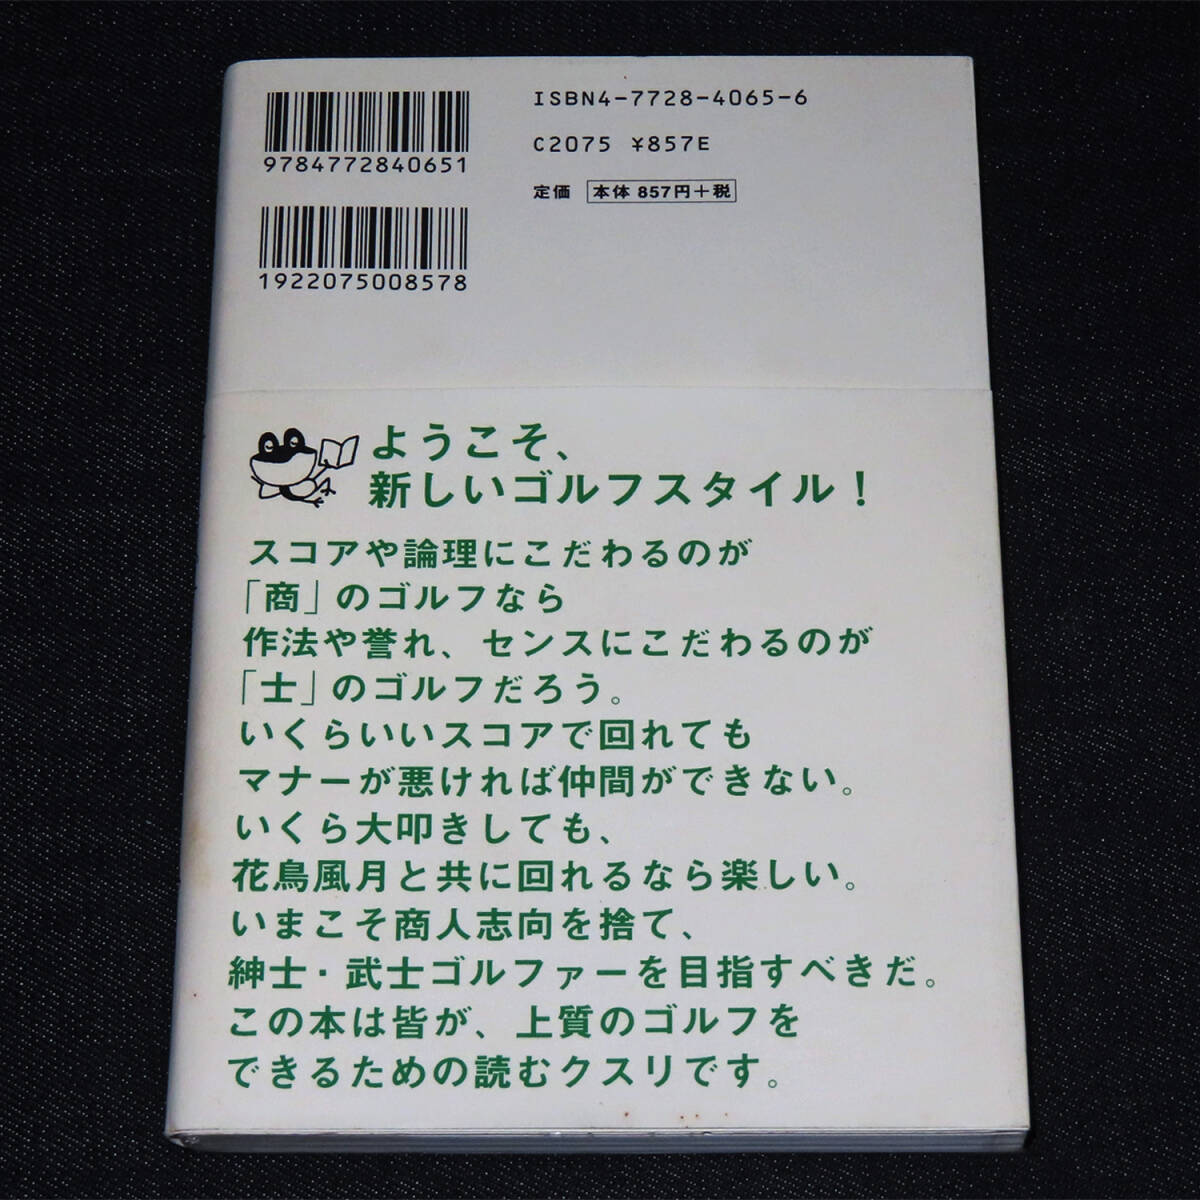 9784772840651
ISBN4-7728-4065-6
C2075 ¥857E
定価 本体 857円+税
1922075008578
ようこそ、
新しいゴルフスタイル！
スコアや論理にこだわるのが
「商」のゴルフなら
作法や誉れ、センスにこだわるのが
「士」のゴルフだろう。
いくらいいスコアで回れても
マナーが悪ければ仲間ができない。
いくら大叩きしても、
花鳥風月と共に回れるなら楽しい。
いまこそ商人志向を捨て、
紳士・武士ゴルファーを目指すべきだ。
この本は皆が、上質のゴルフを
できるための読むクスリです。